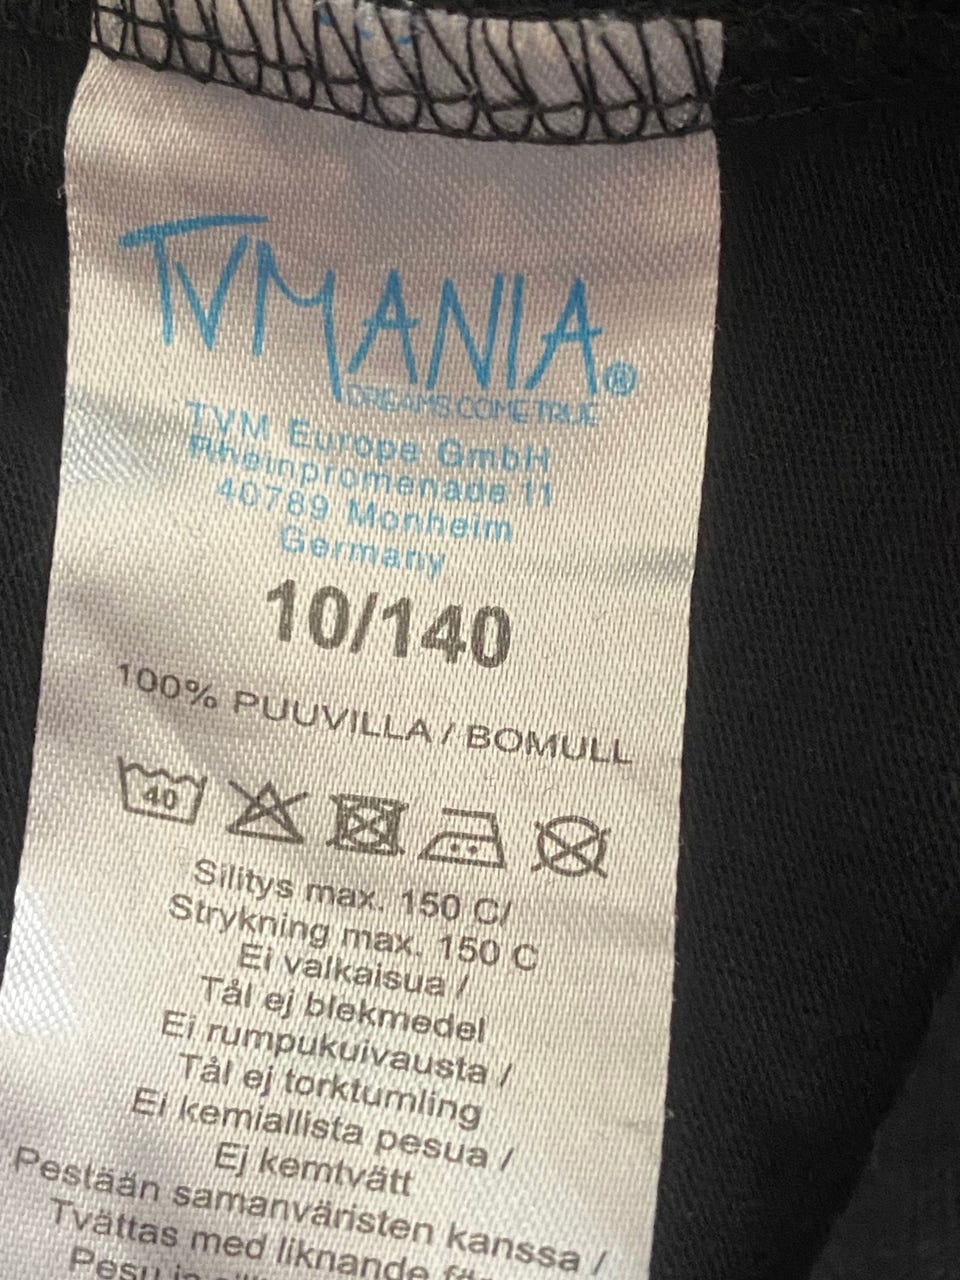 TVMANIA®
DREAMS COME TRUE
TVM Europe GmbH
Rheinpromenade 11
40789 Monheim
Germany
10/140
100% PUUVILLA / BOMULL
40
Silitys max. 150 C/
Strykning max. 150 C
Ei valkaisua /
Tål ej blekmedel
Ei rumpukuivausta /
Tål ej torktumling
Ei kemiallista pesua /
Ej kemtvätt
Pestään samanväristen kanssa /
Tvättas med liknande
Pesu